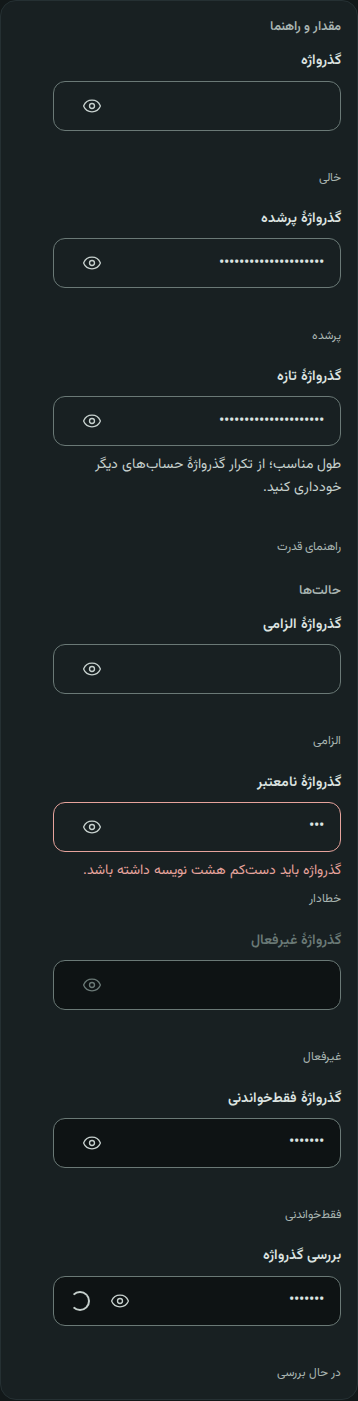 مقدار و راهنما
گذرواژه
خالی
گذرواژهٔ پرشده
•••••••••••••••••••••
پرشده
گذرواژهٔ تازه
•••••••••••••••••••••
طول مناسب؛ از تکرار گذرواژهٔ حساب‌های دیگر
خودداری کنید.
راهنمای قدرت
حالت‌ها
گذرواژهٔ الزامی
الزامی
گذرواژهٔ نامعتبر
•••
گذرواژه باید دست‌کم هشت نویسه داشته باشد.
خطادار
گذرواژهٔ غیرفعال
غیرفعال
گذرواژهٔ فقط‌خواندنی
•••••••
فقط‌خواندنی
بررسی گذرواژه
•••••••
در حال بررسی